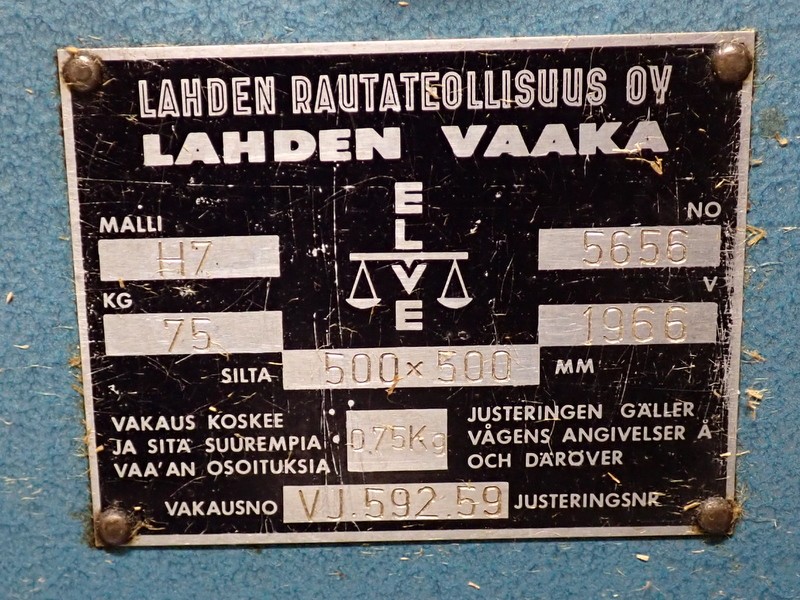 LAHDEN RAUTATEOLLISUUS OY
LAHDEN VAAKA
ELVE
MALLI
H7
NO
5656
KG
75
V
1966
SILTA 500 x 500 MM
VAKAUS KOSKEE
JA SITÄ SUUREMPIA
VAA'AN OSOITUKSIA
0,75Kg
JUSTERINGEN GÄLLER
VÅGENS ANGIVELSER Å
OCH DÄRÖVER
VAKAUSNO VJ.592.59 JUSTERINGSNR